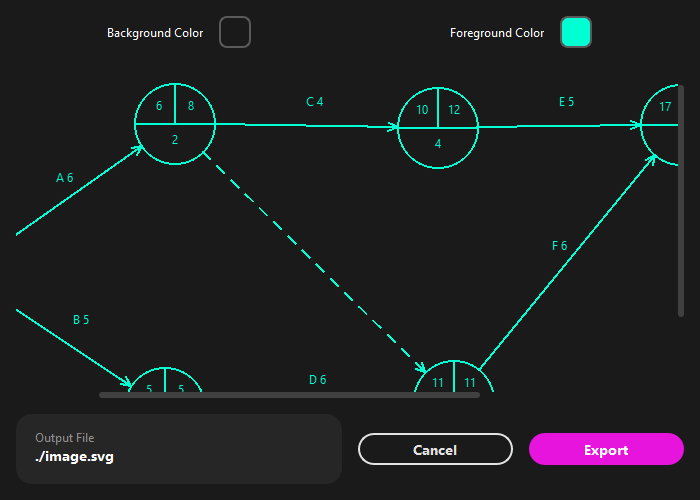 Background Color
Foreground Color
C 4
E 5
6 8
10 12
17
2
4
A 6
F 6
B 5
D 6
5 5
11 11
Output File
./image.svg
Cancel
Export